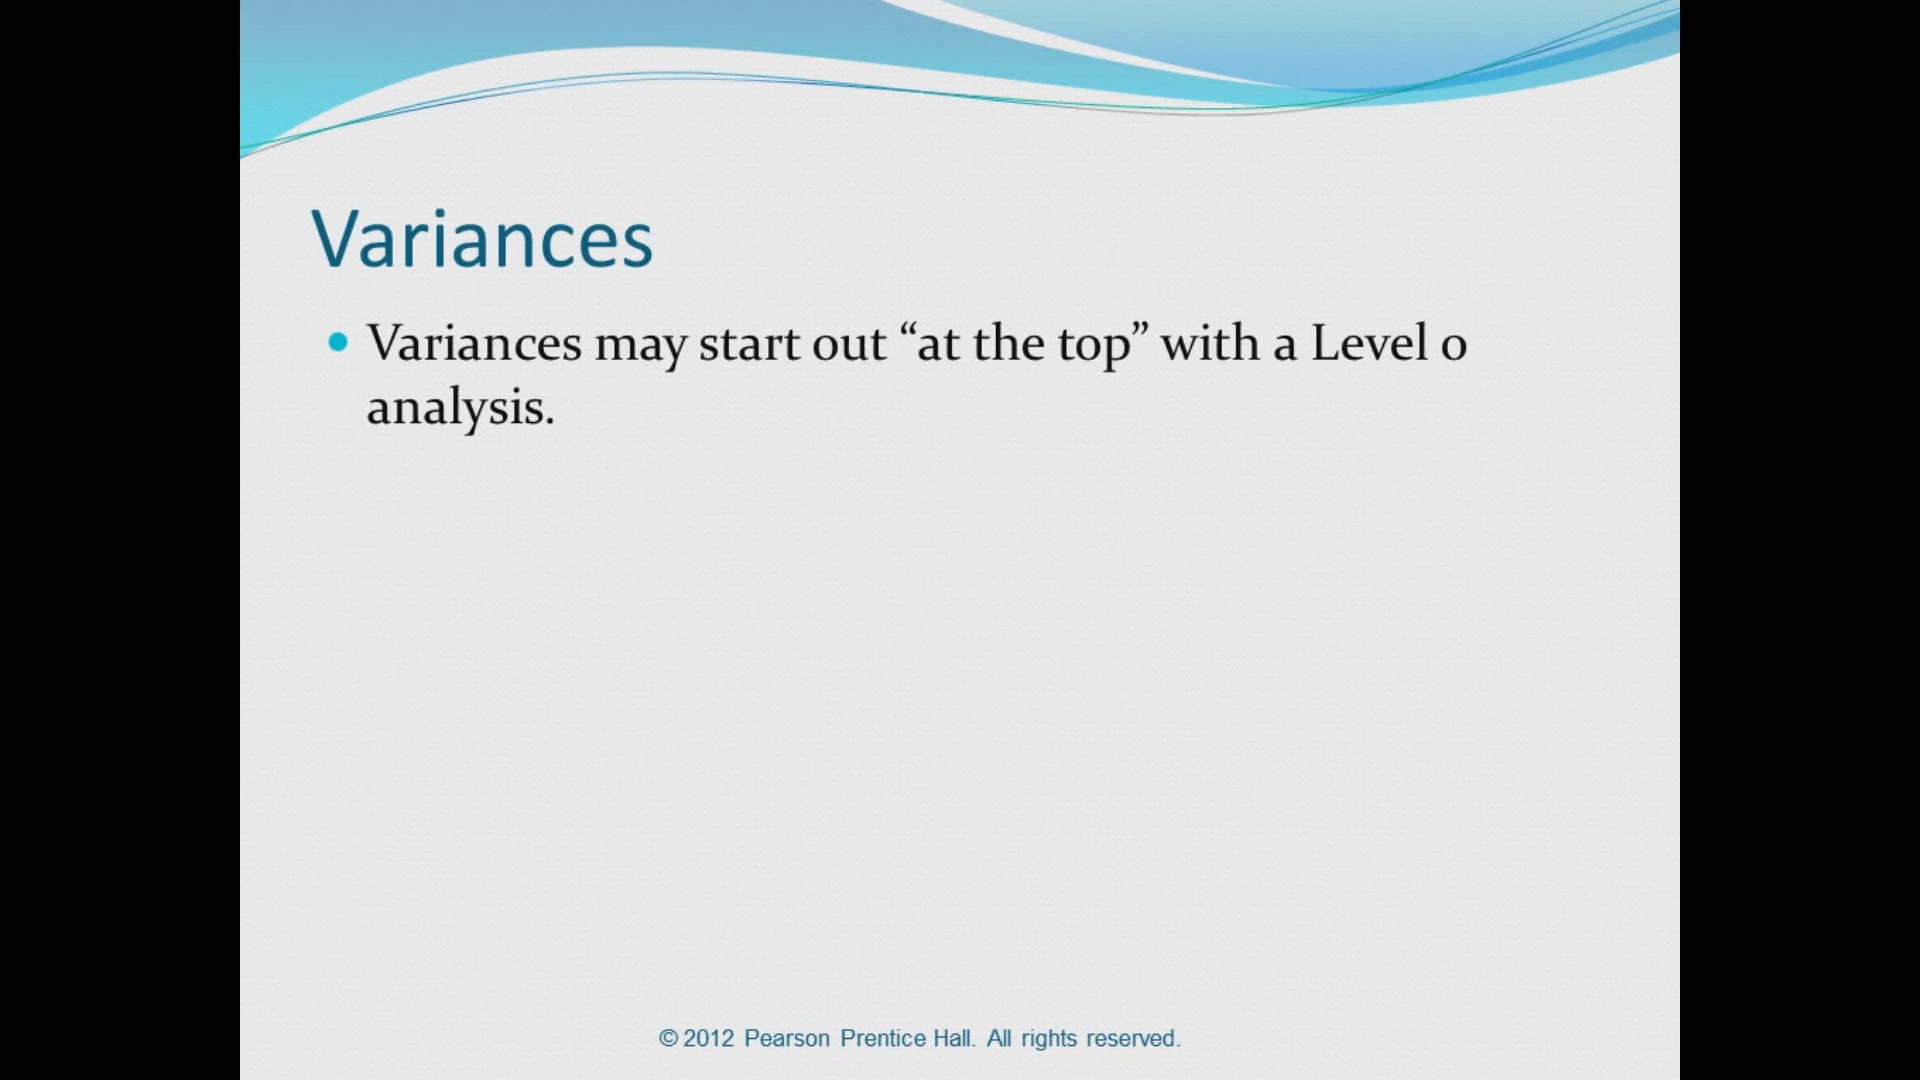 Variances
• Variances may start out “at the top” with a Level 0
analysis.
© 2012 Pearson Prentice Hall. All rights reserved.